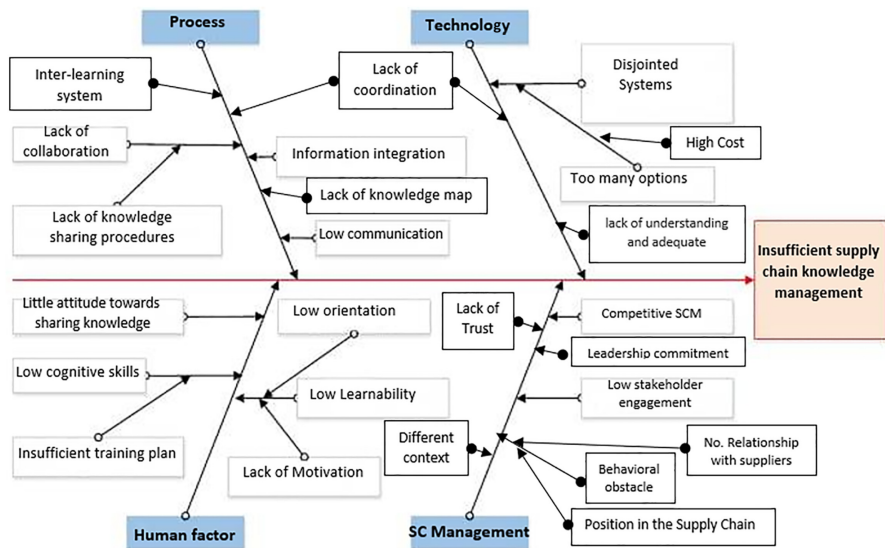 Process
Technology
Inter-learning
system
Lack of
coordination
Disjointed
Systems
Lack of
collaboration
Information integration
High Cost
Too many options
Lack of knowledge map
Lack of knowledge
sharing procedures
Low communication
lack of understanding
and adequate
Insufficient supply
chain knowledge
management
Little attitude towards
sharing knowledge
Low orientation
Lack of
Trust
Competitive SCM
Leadership commitment
Low cognitive skills
Low Learnability
Low stakeholder
engagement
Insufficient training plan
Lack of Motivation
Different
context
No. Relationship
with suppliers
Behavioral
obstacle
Position in the Supply Chain
Human factor
SC Management